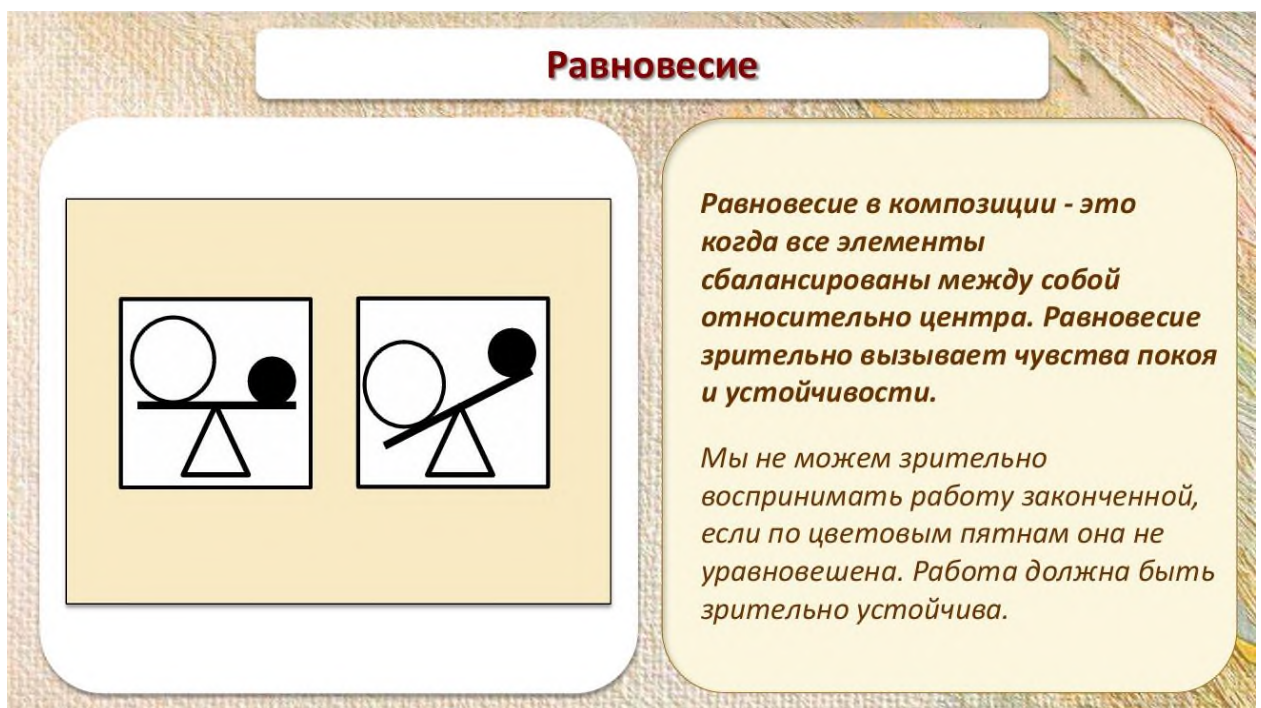 Равновесие
Равновесие в композиции - это
когда все элементы
сбалансированы между собой
относительно центра. Равновесие
зрительно вызывает чувства покоя
и устойчивости.
Мы не можем зрительно
воспринимать работу законченной,
если по цветовым пятнам она не
уравновешена. Работа должна быть
зрительно устойчива.